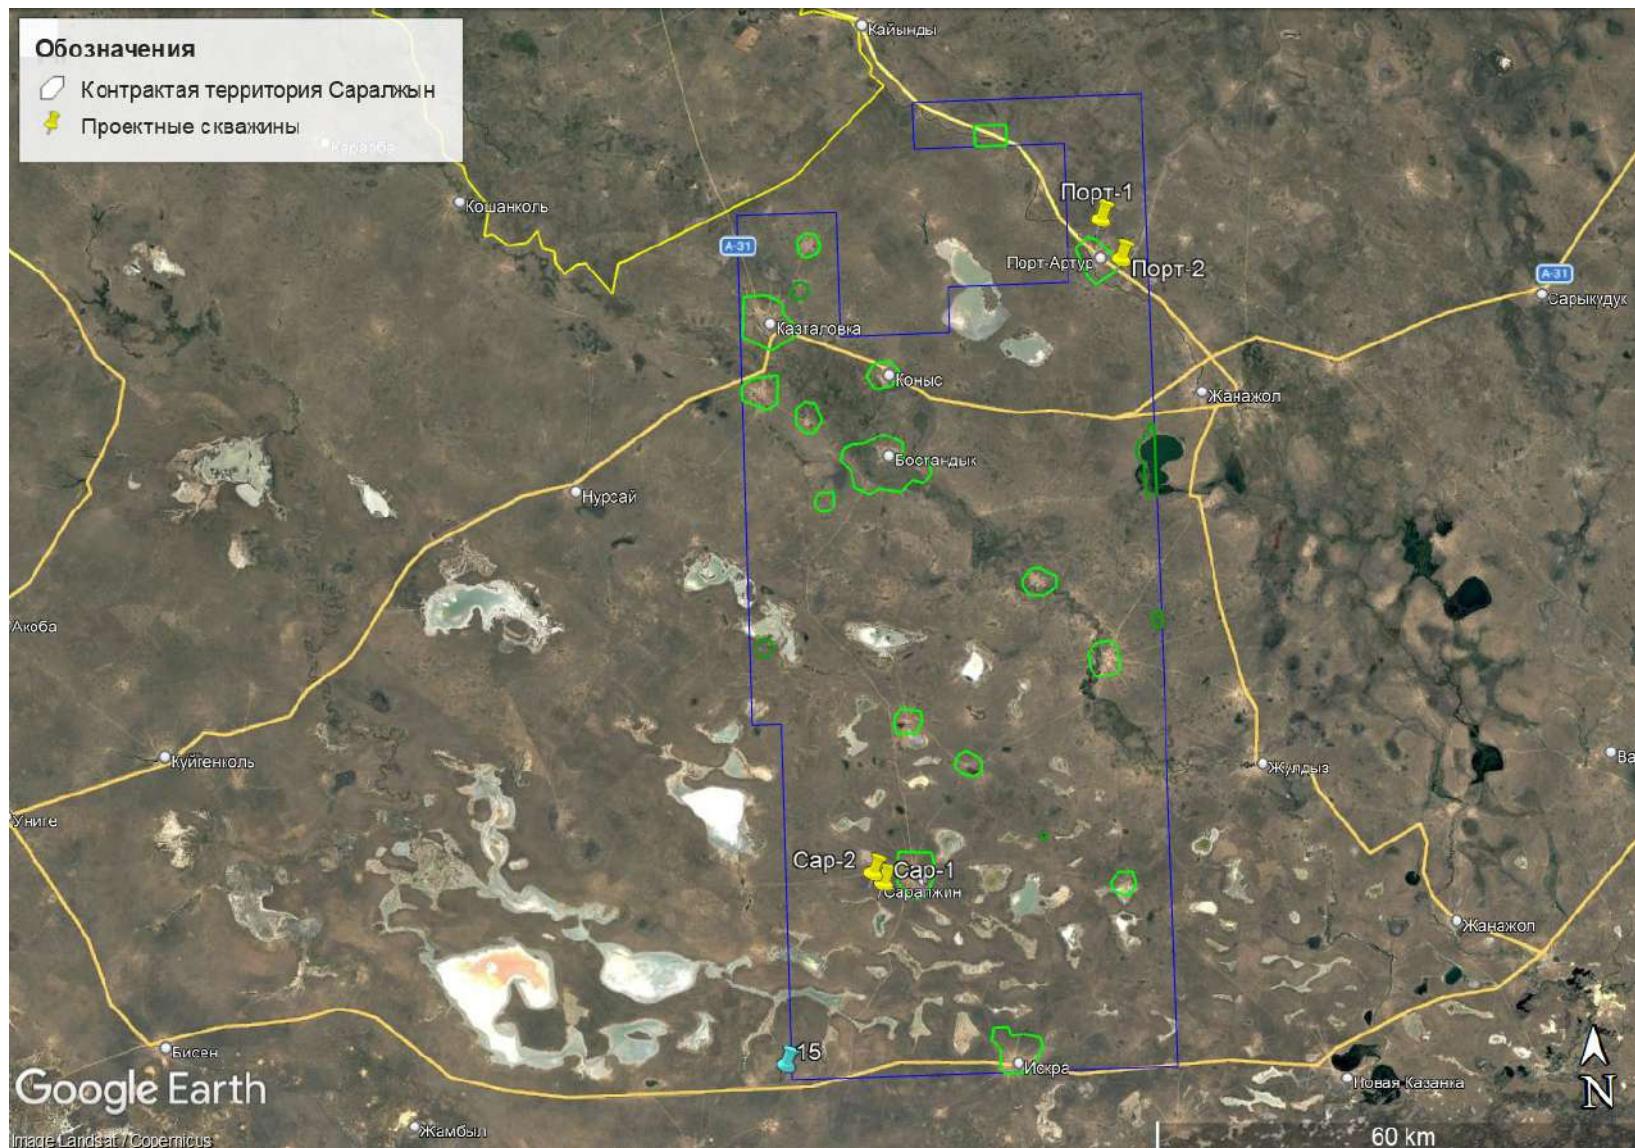 Обозначения
Контрактая территория Саралжын
Проектные скважины
Караоба
Кайынды
Кошанколь
A-31
Порт-1
Порт-Артур
Порт-2
A-31
Сарыкудук
Казталовка
Коныс
Жанажол
Бостандык
Нурсай
Акоба
Куйгенколь
Жулдыз
Ва
Униге
Сар-2
Сар-1
/Саралжин
Жанажол
15
Бисен
Искра
Новая Казанка
Google Earth
N
Жамбыл
Image Landsat / Copernicus
60 km